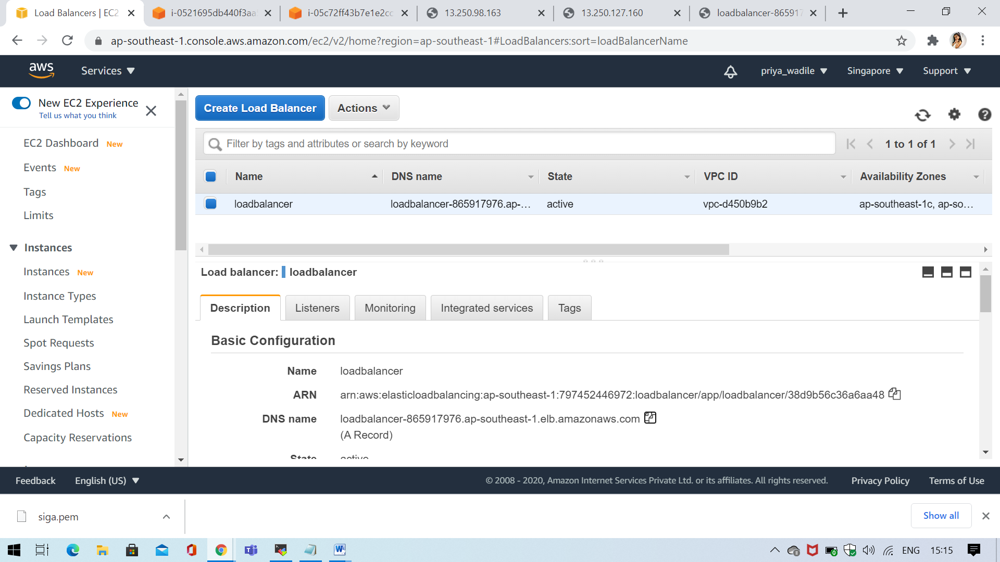 Load Balancers | EC2
i-0521695db440f3aa
i-05c72ff43b7e1e2cc
13.250.98.163
13.250.127.160
loadbalancer-865917
ap-southeast-1.console.aws.amazon.com/ec2/v2/home?region=ap-southeast-1#LoadBalancers:sort=loadBalancerName
aws
Services
priya_wadile
Singapore
Support
New EC2 Experience
Tell us what you think
EC2 Dashboard New
Events New
Tags
Limits
Instances
Instances New
Instance Types
Launch Templates
Spot Requests
Savings Plans
Reserved Instances
Dedicated Hosts New
Capacity Reservations
Create Load Balancer
Actions
Filter by tags and attributes or search by keyword
1 to 1 of 1
Name DNS name State VPC ID Availability Zones
loadbalancer loadbalancer-865917976.ap-... active vpc-d450b9b2 ap-southeast-1c, ap-so...
Load balancer: loadbalancer
Description Listeners Monitoring Integrated services Tags
Basic Configuration
Name loadbalancer
ARN arn:aws:elasticloadbalancing:ap-southeast-1:797452446972:loadbalancer/app/loadbalancer/38d9b56c36a6aa48
DNS name loadbalancer-865917976.ap-southeast-1.elb.amazonaws.com
(A Record)
State active
Feedback English (US)
© 2008 - 2020, Amazon Internet Services Private Ltd. or its affiliates. All rights reserved. Privacy Policy Terms of Use
siga.pem
Show all
ENG 15:15